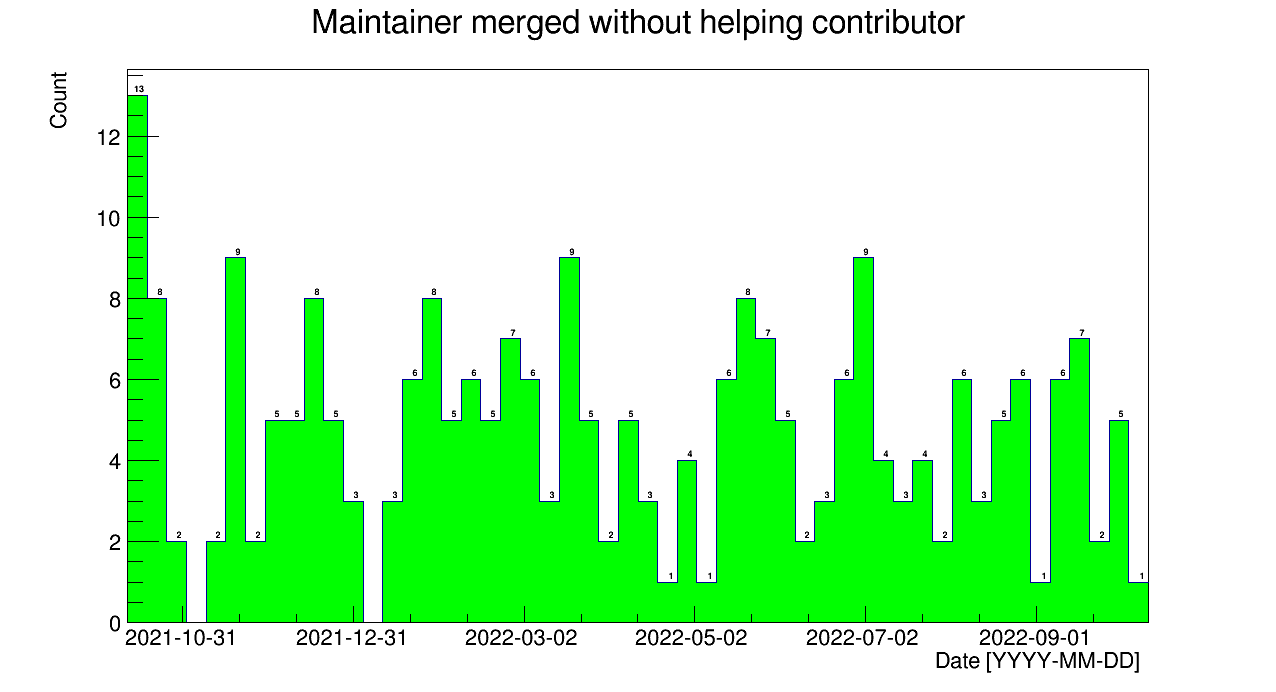 Maintainer merged without helping contributor
Count
13
12
10
9 9 9
8 8 8 8 8
7 7 7
6 6 6 6 6 6 6 6 6
5 5 5 5 5 5 5 5 5 5 5
4 4 4 4
3 3 3 3 3 3 3
2 2 2 2 2 2 2 2
1 1 1 1
0
2021-10-31 2021-12-31 2022-03-02 2022-05-02 2022-07-02 2022-09-01
Date [YYYY-MM-DD]